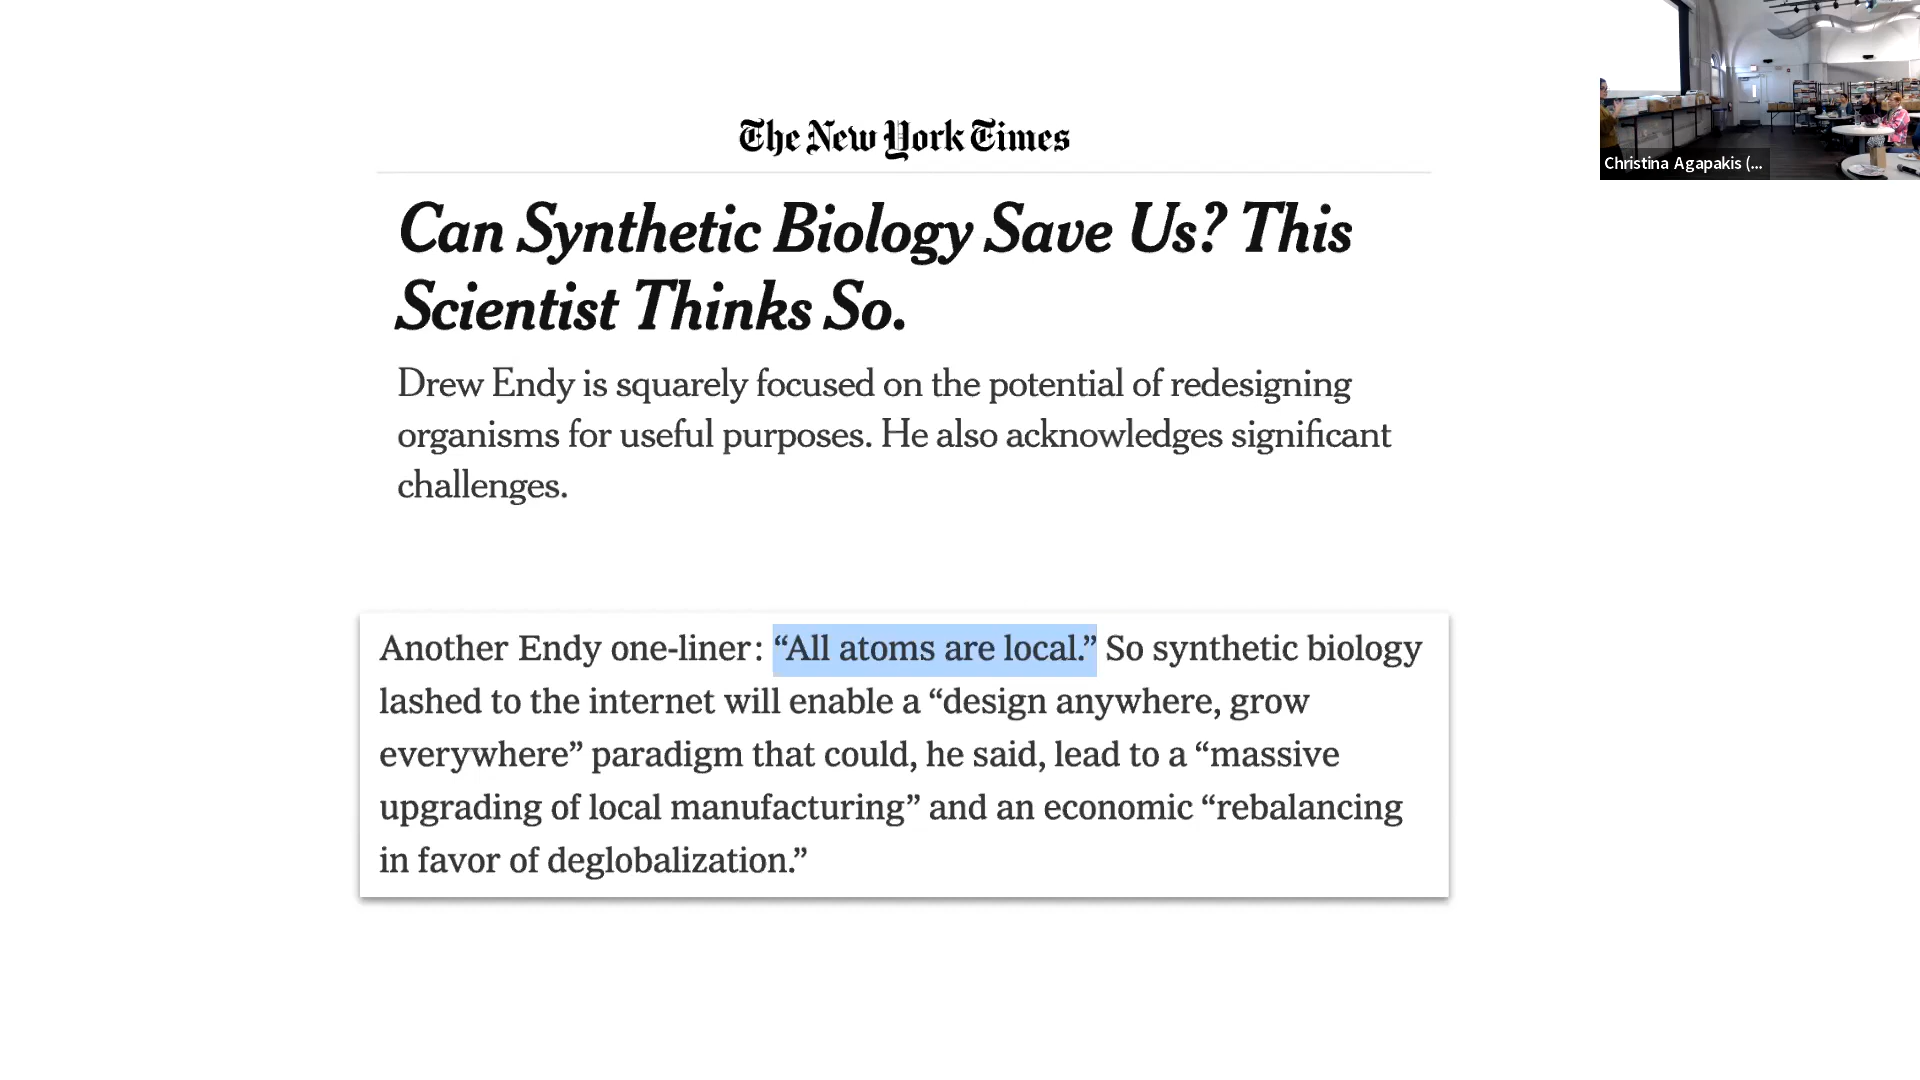 The New York Times
Can Synthetic Biology Save Us? This
Scientist Thinks So.
Drew Endy is squarely focused on the potential of redesigning
organisms for useful purposes. He also acknowledges significant
challenges.
Another Endy one-liner: “All atoms are local.” So synthetic biology
lashed to the internet will enable a “design anywhere, grow
everywhere” paradigm that could, he said, lead to a “massive
upgrading of local manufacturing” and an economic “rebalancing
in favor of deglobalization.”
Christina Agapakis (...